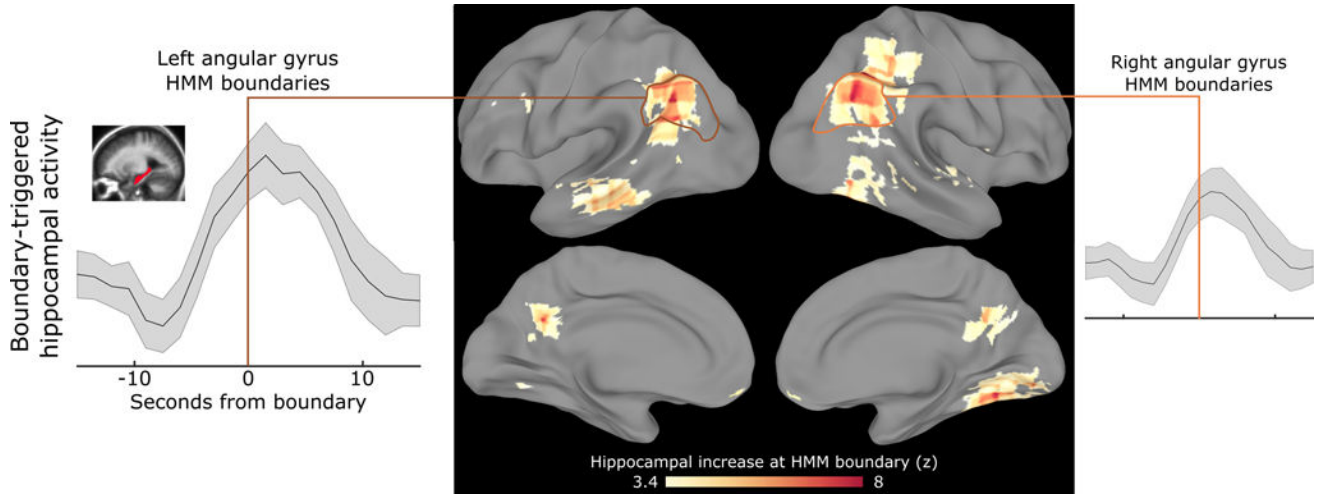 Left angular gyrus
HMM boundaries
Right angular gyrus
HMM boundaries
Boundary-triggered
hippocampal activity
-10
0
10
Seconds from boundary
Hippocampal increase at HMM boundary (z)
3.4
8